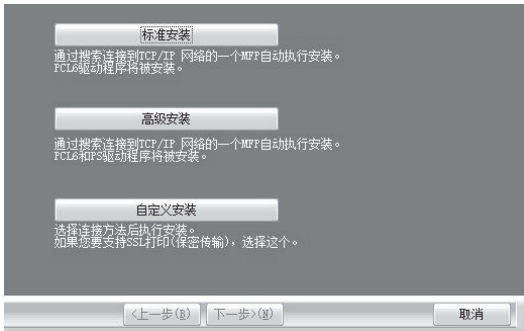 标准安装
通过搜索连接到TCP/IP 网络的一个MFP自动执行安装。
PCL6驱动程序将被安装。
高级安装
通过搜索连接到TCP/IP 网络的一个MFP自动执行安装。
PCL6和PS驱动程序将被安装。
自定义安装
选择连接方法后执行安装。
如果您要支持SSL打印(保密传输), 选择这个。
<上一步(B) 下一步>(N) 取消